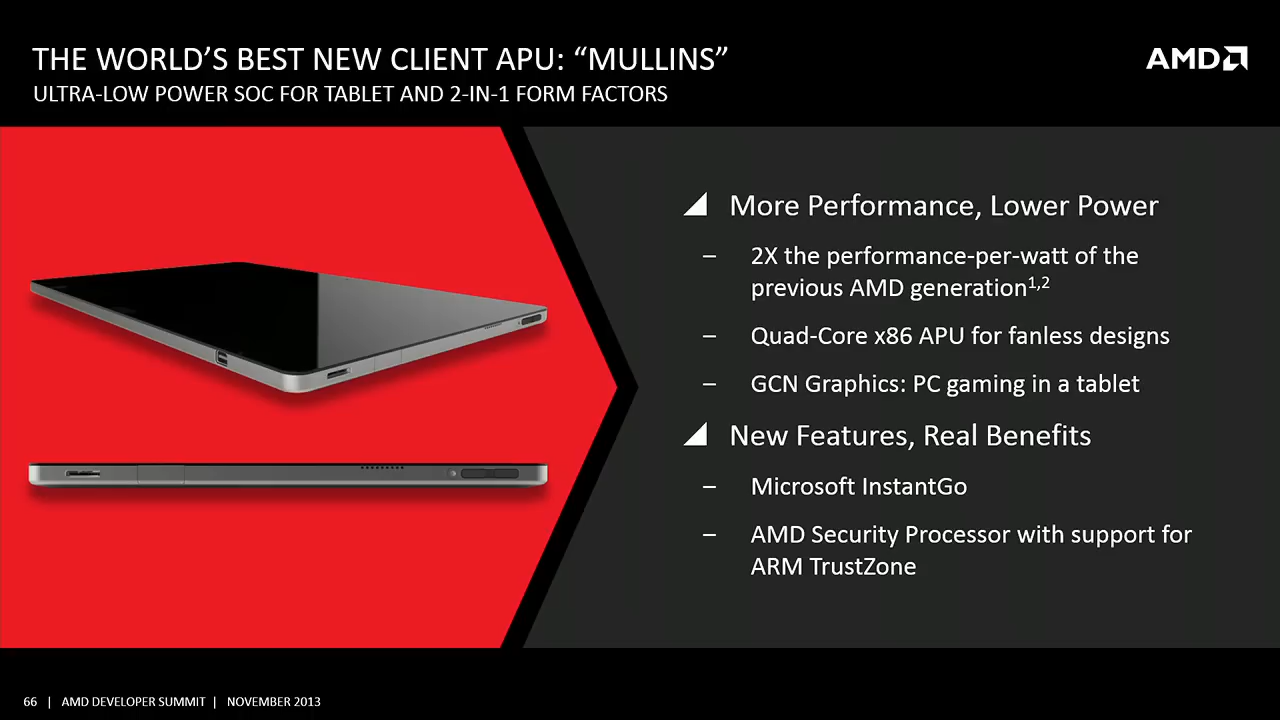 THE WORLD'S BEST NEW CLIENT APU: “MULLINS”
ULTRA-LOW POWER SOC FOR TABLET AND 2-IN-1 FORM FACTORS
AMD
More Performance, Lower Power
– 2X the performance-per-watt of the
previous AMD generation1,2
– Quad-Core x86 APU for fanless designs
– GCN Graphics: PC gaming in a tablet
New Features, Real Benefits
– Microsoft InstantGo
– AMD Security Processor with support for
ARM TrustZone
66 | AMD DEVELOPER SUMMIT | NOVEMBER 2013